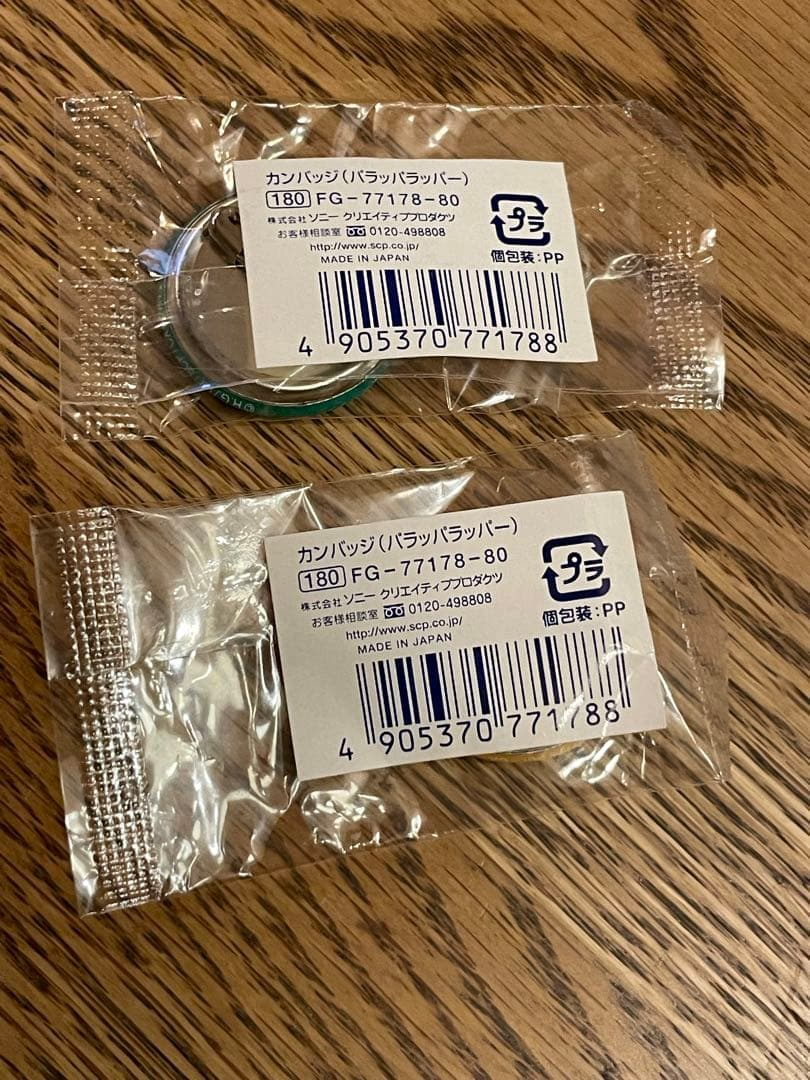 カンバッジ(パラッパラッパー)
180 FG-77178-80
株式会社 ソニー クリエイティブプロダクツ
お客様相談室 0120-498808
http://www.scp.co.jp/
MADE IN JAPAN
プラ
個包装:PP
4 905370 771788
カンバッジ(パラッパラッパー)
180 FG-77178-80
株式会社 ソニー クリエイティブプロダクツ
お客様相談室 0120-498808
http://www.scp.co.jp/
MADE IN JAPAN
プラ
個包装:PP
4 905370 771788